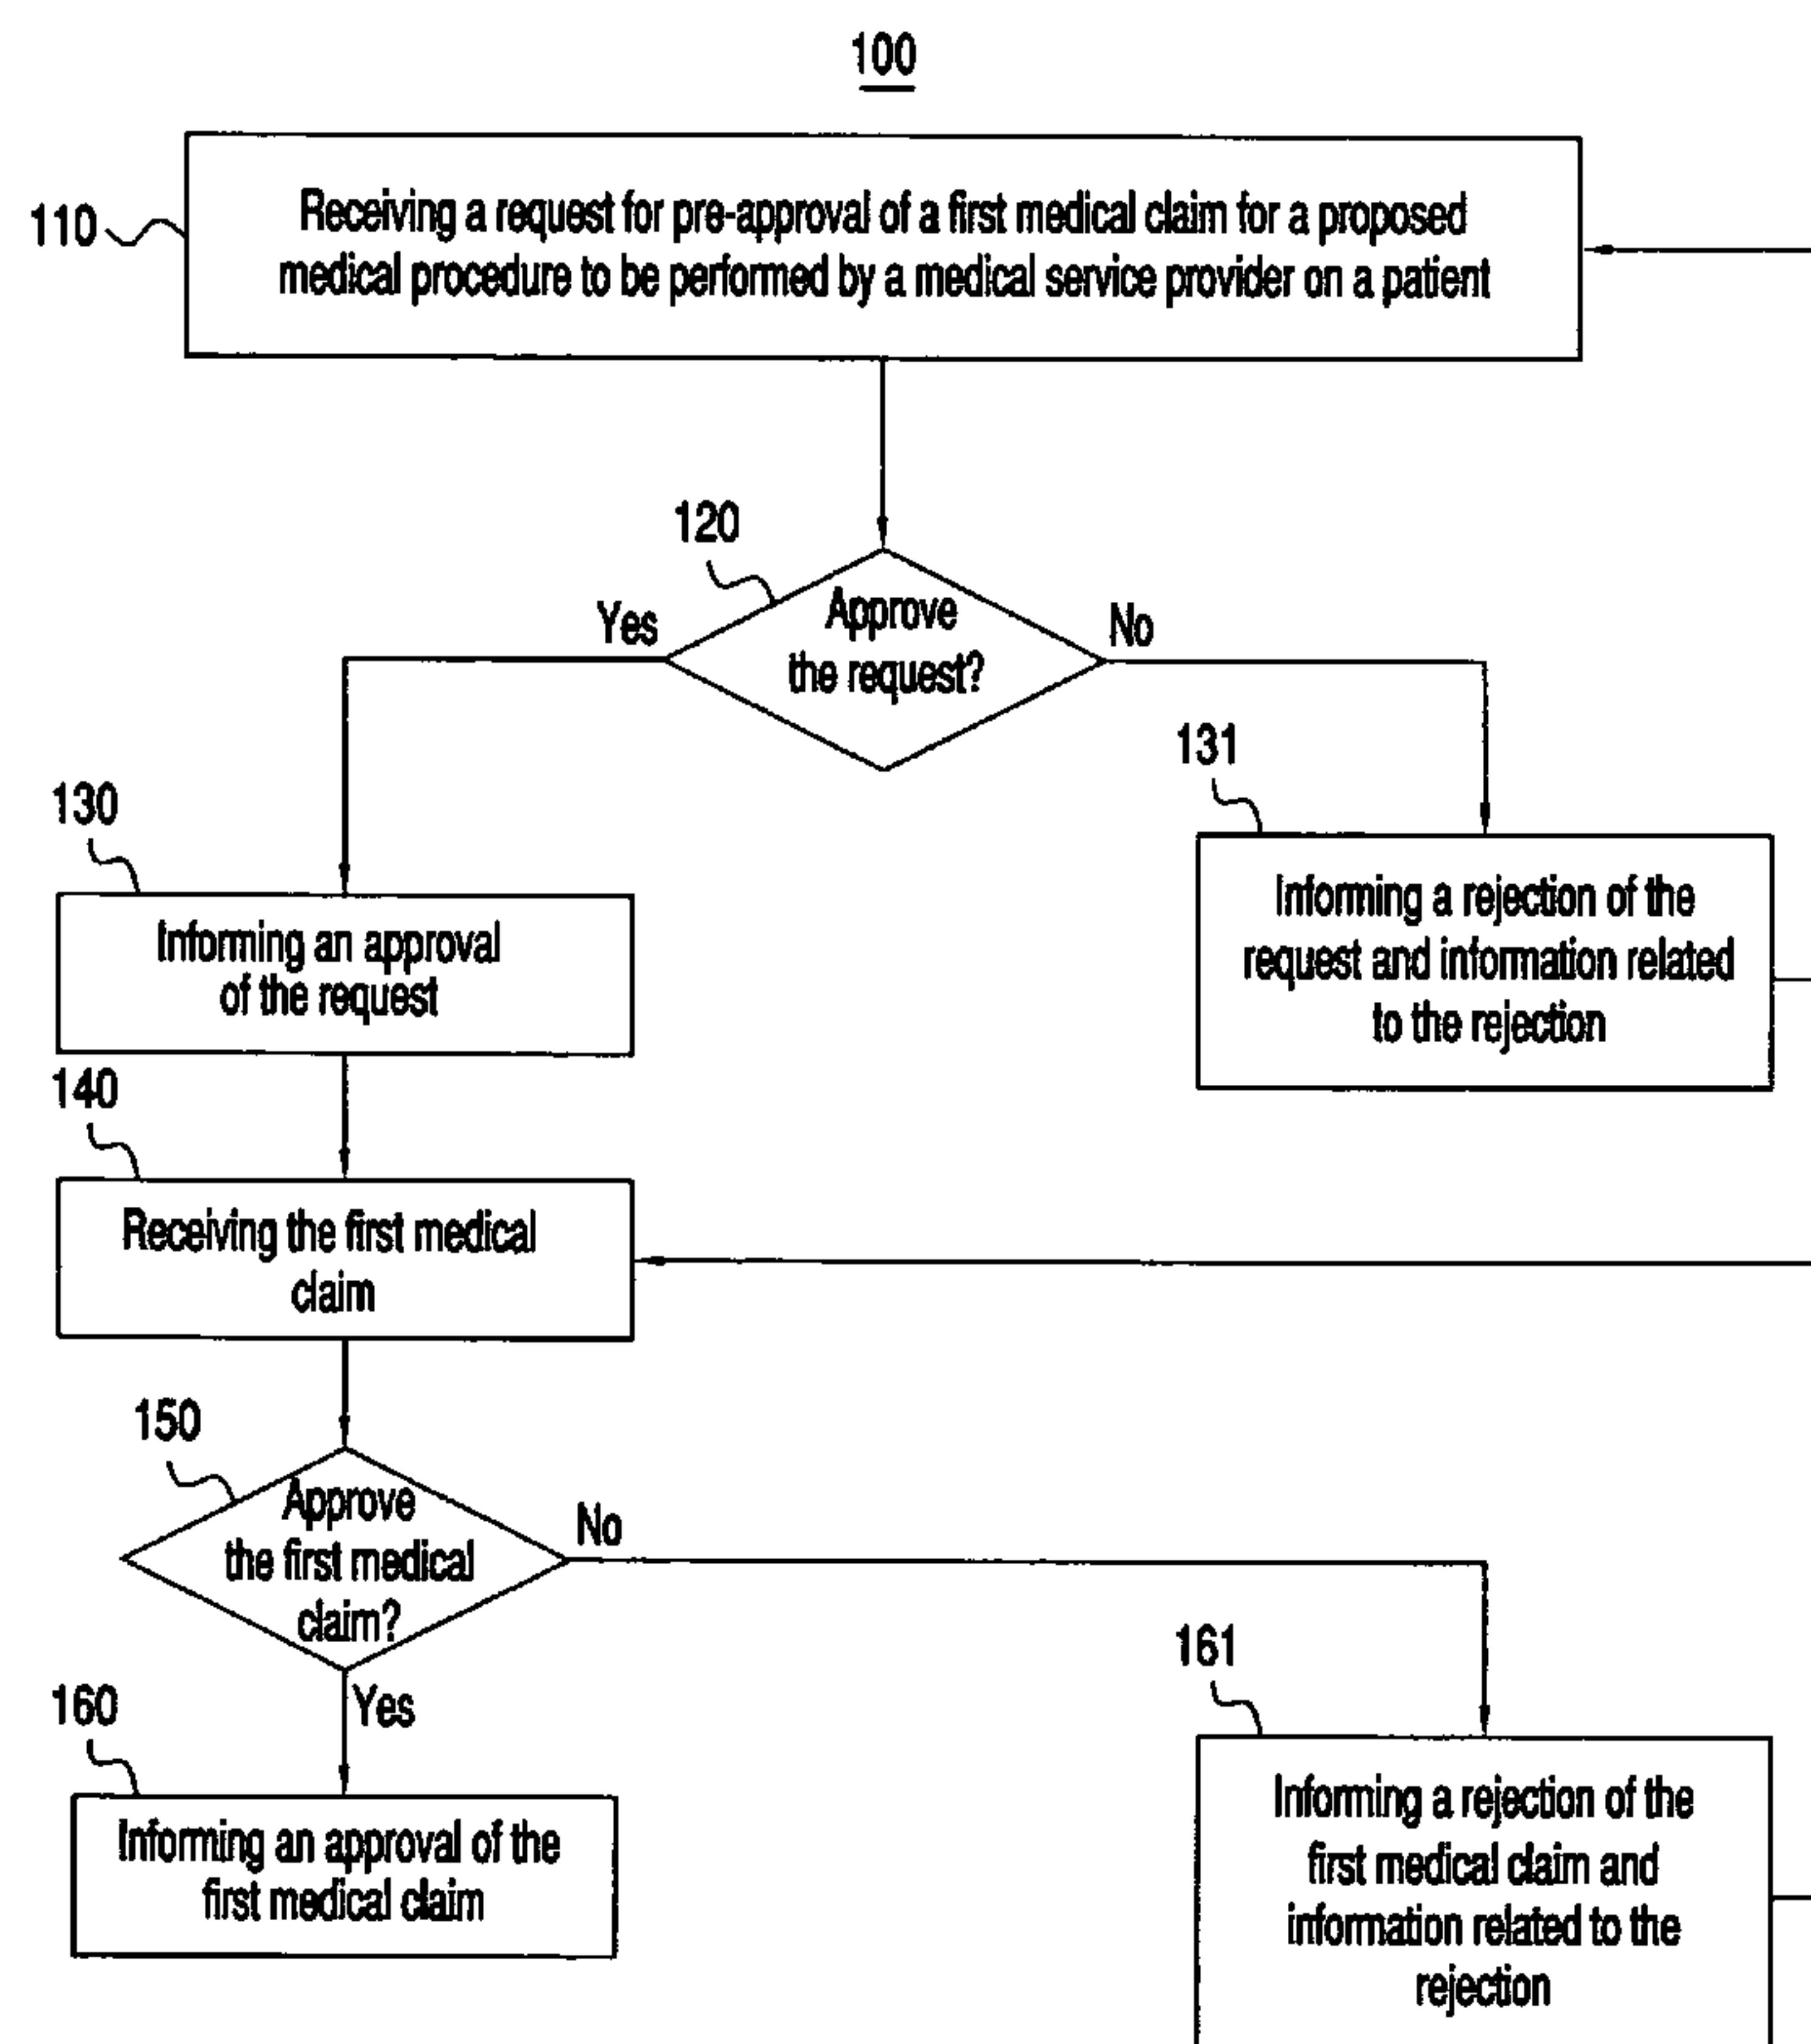 100
110
Receiving a request for pre-approval of a first medical claim for a proposed
medical procedure to be performed by a medical service provider on a patient
120
Approve
the request?
Yes
No
130
Informing an approval
of the request
131
Informing a rejection of the
request and information related
to the rejection
140
Receiving the first medical
claim
150
Approve
the first medical
claim?
No
Yes
160
Informing an approval of the
first medical claim
161
Informing a rejection of the
first medical claim and
information related to the
rejection